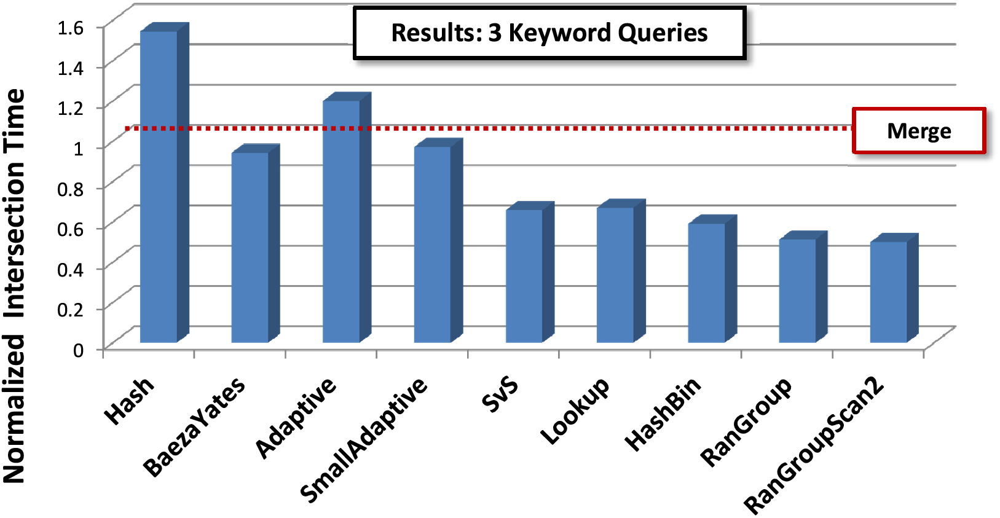 Results: 3 Keyword Queries
Normalized Intersection Time
1.6
1.4
1.2
1
0.8
0.6
0.4
0.2
0
Merge
Hash
BaezaYates
Adaptive
SmallAdaptive
SvS
Lookup
HashBin
RanGroup
RanGroupScan2